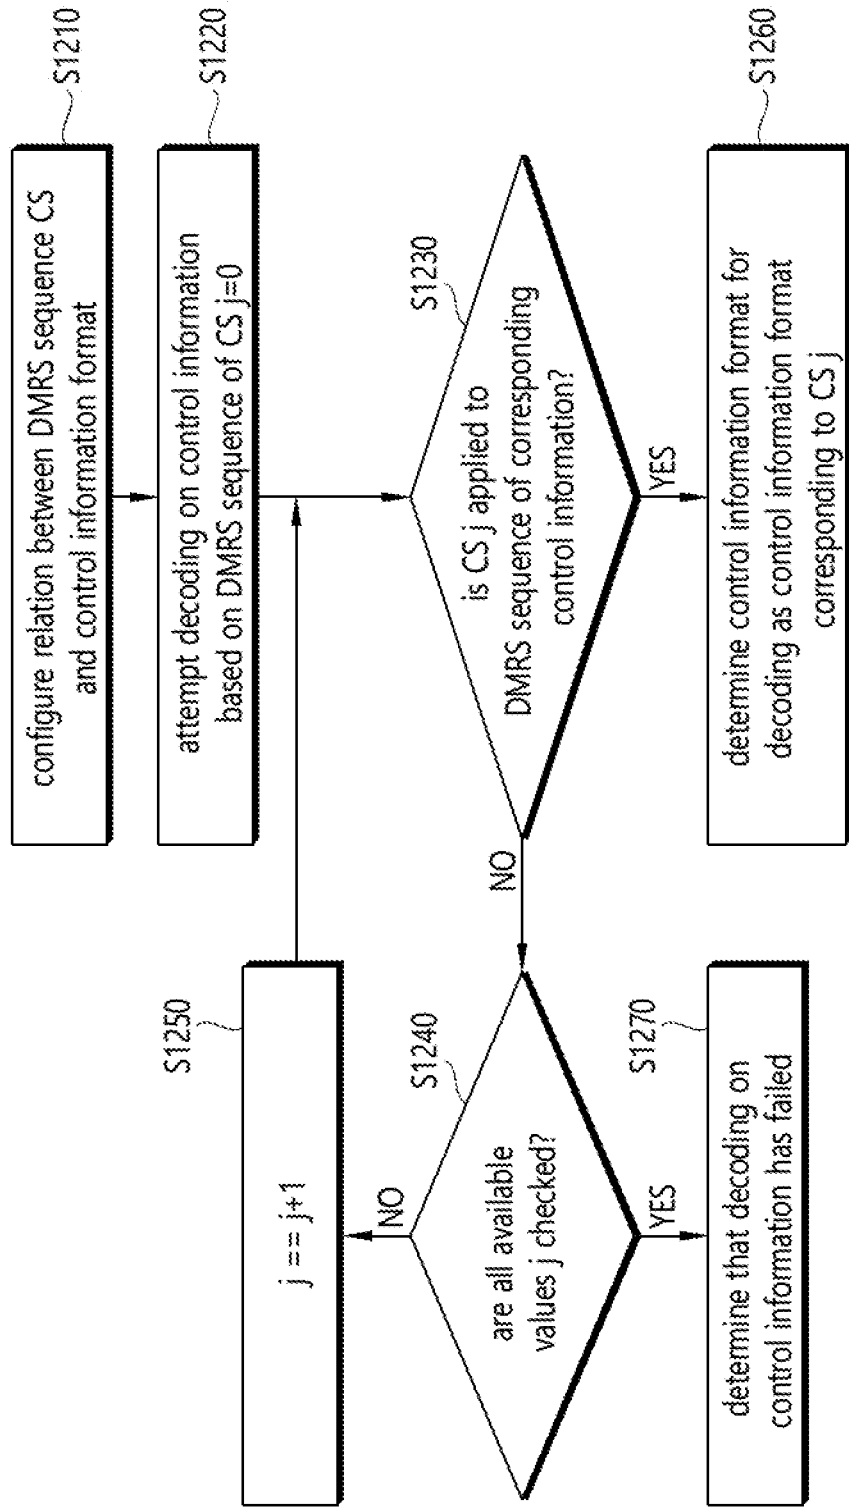 S1210
configure relation between DMRS sequence CS
and control information format
S1220
attempt decoding on control information
based on DMRS sequence of CS j=0
S1230
is CS j applied to
DMRS sequence of corresponding
control information?
NO
YES
S1240
are all available
values j checked?
NO
YES
S1250
j == j+1
S1260
determine control information format for
decoding as control information format
corresponding to CS j
S1270
determine that decoding on
control information has failed